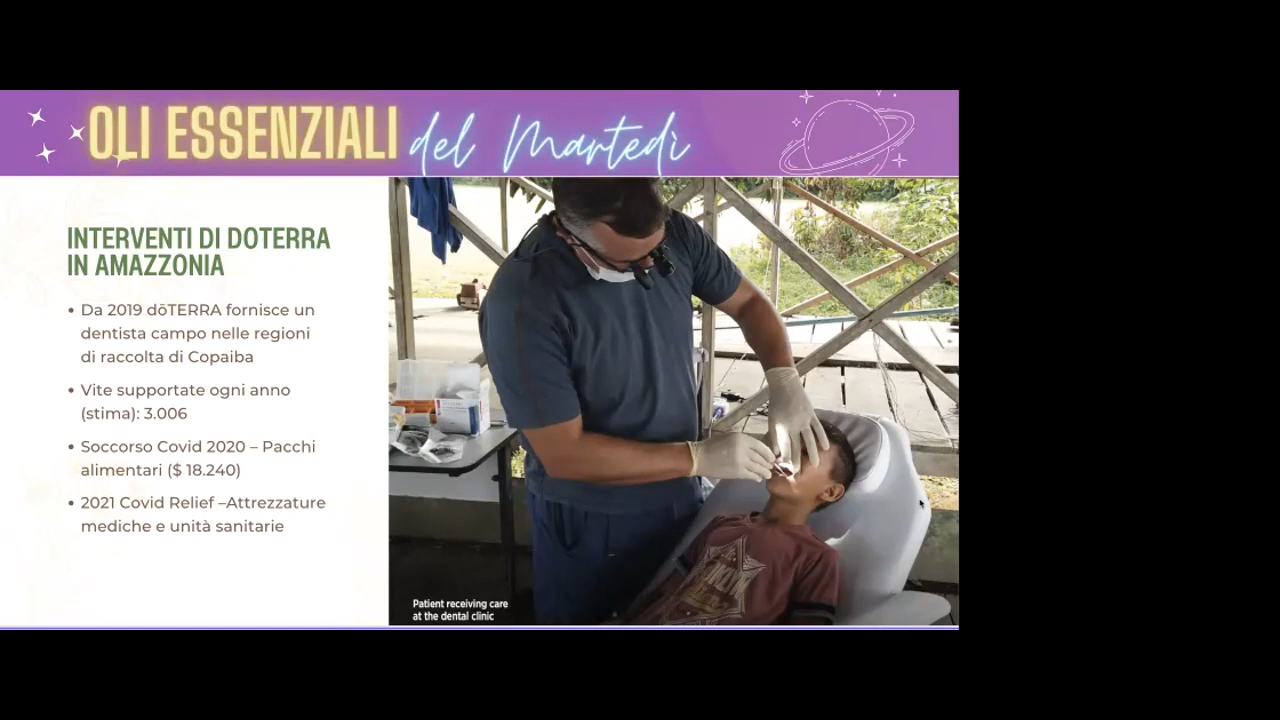 OLI ESSENZIALI del Martedì
INTERVENTI DI DOTERRA
IN AMAZZONIA
• Da 2019 dōTERRA fornisce un
dentista campo nelle regioni
di raccolta di Copaiba
• Vite supportate ogni anno
(stima): 3.006
• Soccorso Covid 2020 – Pacchi
alimentari ($ 18.240)
• 2021 Covid Relief –Attrezzature
mediche e unità sanitarie
Patient receiving care
at the dental clinic